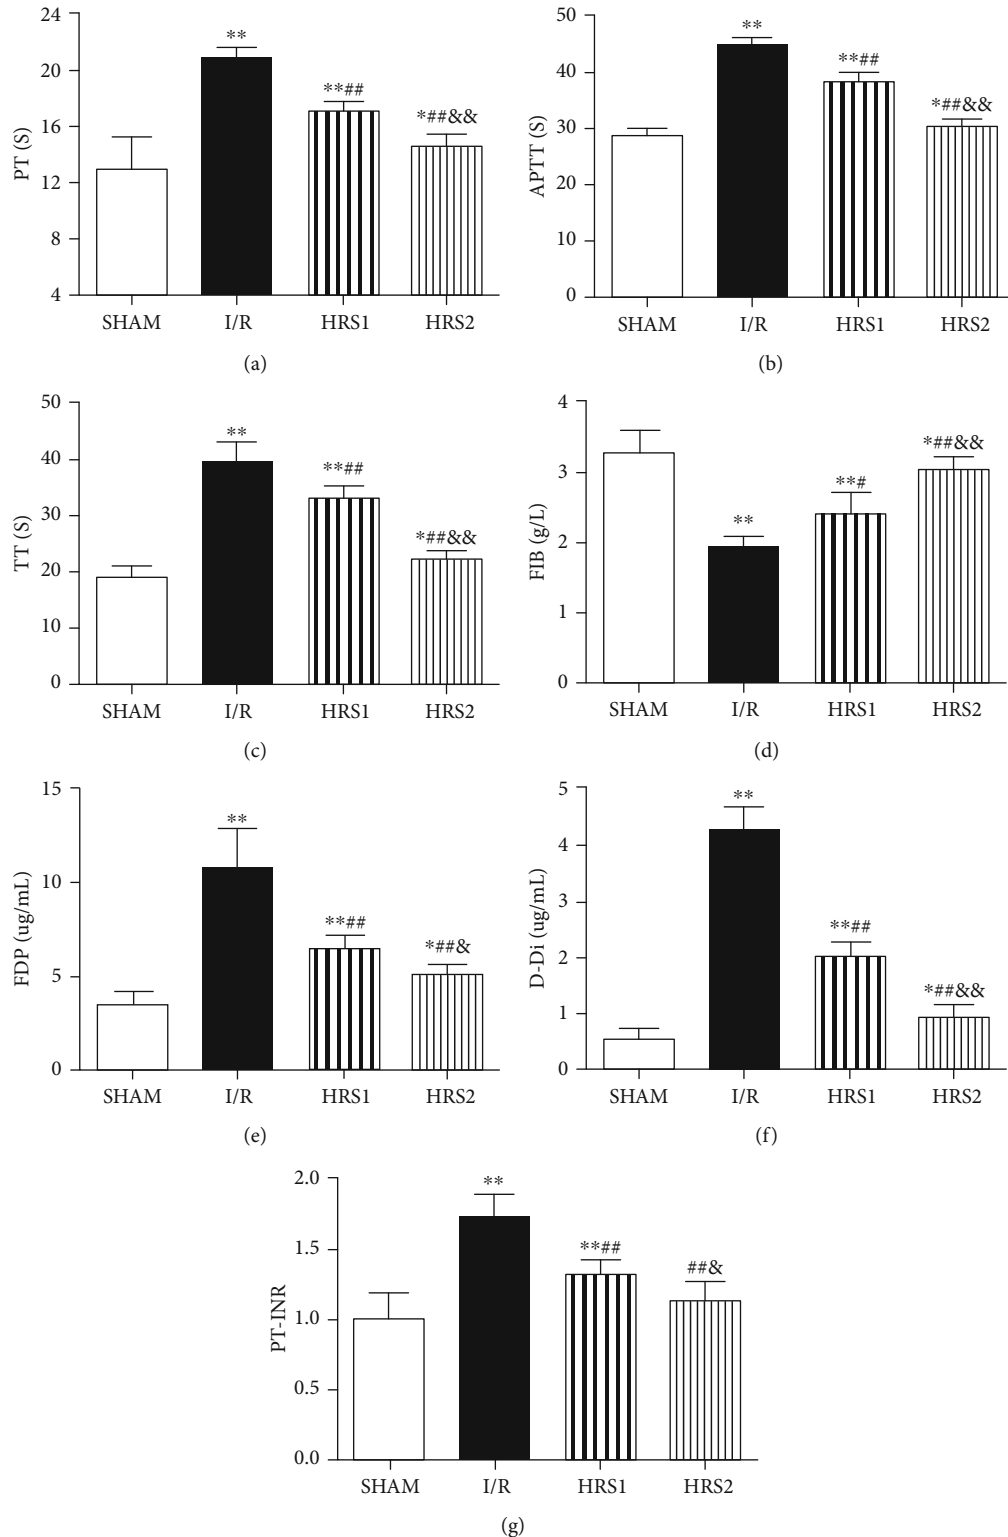 24
20
16
12
8
4
PT (S)
**
**##
*##&&
SHAM I/R HRS1 HRS2
(a)
50
40
30
20
10
0
APTT (S)
**
**##
*##&&
SHAM I/R HRS1 HRS2
(b)
50
40
30
20
10
0
TT (S)
**
**##
*##&&
SHAM I/R HRS1 HRS2
(c)
4
3
2
1
0
FIB (g/L)
**
**#
*##&&
SHAM I/R HRS1 HRS2
(d)
15
10
5
0
FDP (ug/mL)
**
**##
*##&
SHAM I/R HRS1 HRS2
(e)
5
4
3
2
1
0
D-Di (ug/mL)
**
**##
*##&&
SHAM I/R HRS1 HRS2
(f)
2.0
1.5
1.0
0.5
0.0
PT-INR
**
**##
##&
SHAM I/R HRS1 HRS2
(g)